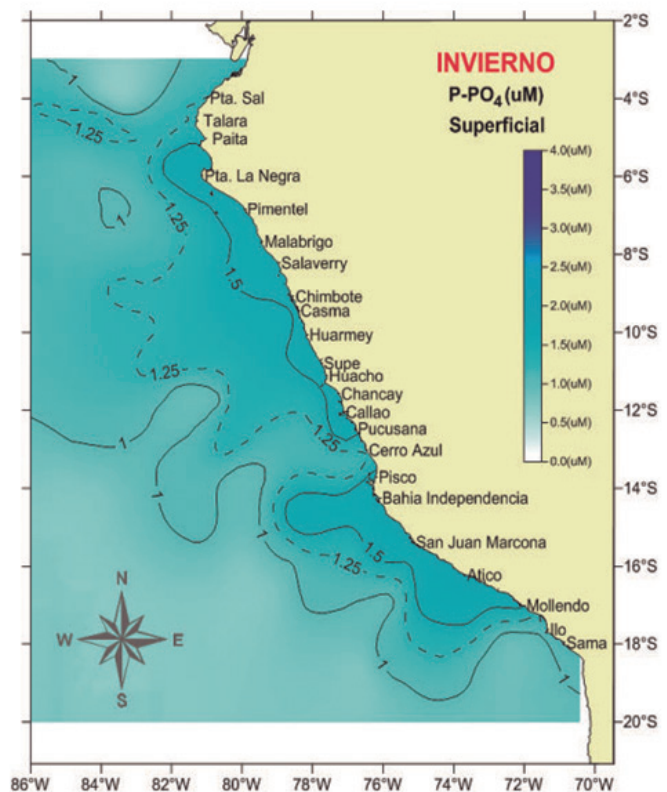 INVIERNO
P-PO4(uM)
Superficial
4.0(uM)
3.5(uM)
3.0(uM)
2.5(uM)
2.0(uM)
1.5(uM)
1.0(uM)
0.5(uM)
0.0(uM)
2°S
4°S
6°S
8°S
10°S
12°S
14°S
16°S
18°S
20°S
Pta. Sal
Talara
Paita
Pta. La Negra
Pimentel
Malabrigo
Salaverry
Chimbote
Casma
Huarmey
Supe
Huacho
Chancay
Callao
Pucusana
Cerro Azul
Pisco
Bahia Independencia
San Juan Marcona
Atico
Mollendo
Ilo
Sama
1
1.25
1
1.25
1.5
1.25
1
1.25
1
1
1.5
1.25
1
1
N
W
E
S
86°W
84°W
82°W
80°W
78°W
76°W
74°W
72°W
70°W